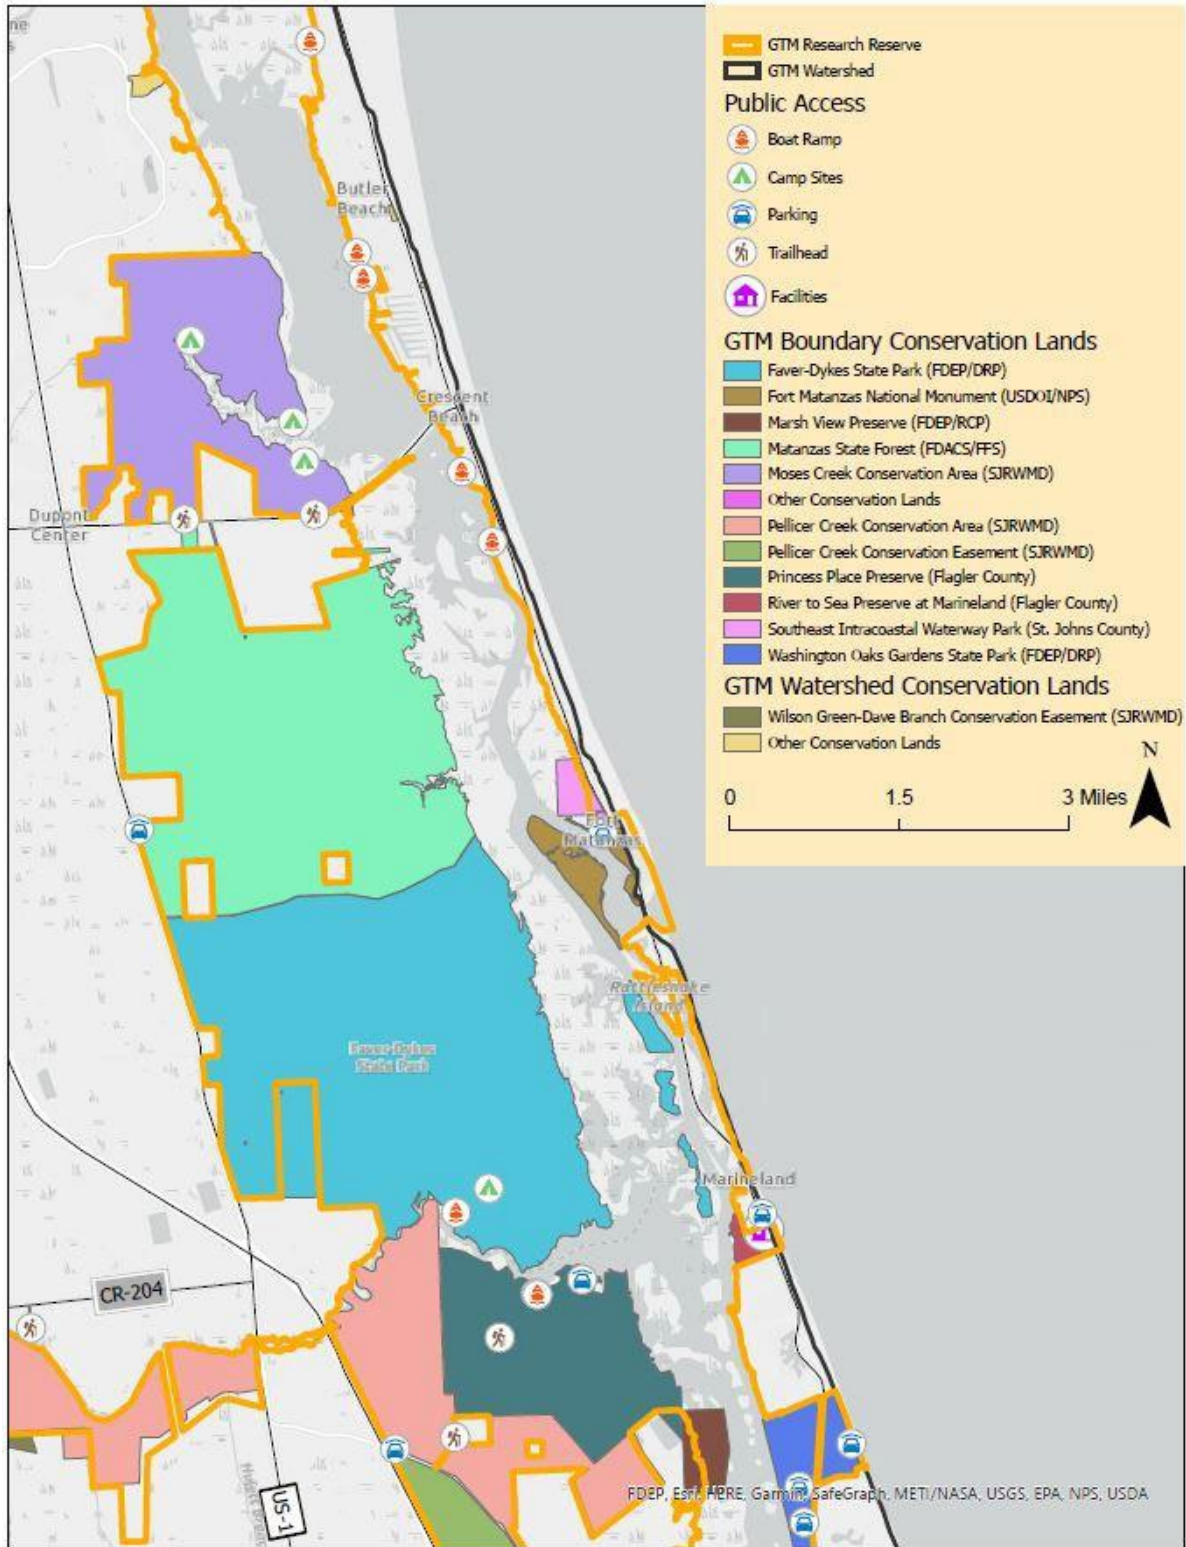 ne
s
GTM Research Reserve
GTM Watershed
Public Access
Boat Ramp
Camp Sites
Parking
Trailhead
Facilities
GTM Boundary Conservation Lands
Faver-Dykes State Park (FDEP/DRP)
Fort Matanzas National Monument (USDOI/NPS)
Marsh View Preserve (FDEP/RCP)
Matanzas State Forest (FDACS/FFS)
Moses Creek Conservation Area (SJRWMD)
Other Conservation Lands
Pellicer Creek Conservation Area (SJRWMD)
Pellicer Creek Conservation Easement (SJRWMD)
Princess Place Preserve (Flagler County)
River to Sea Preserve at Marineland (Flagler County)
Southeast Intracoastal Waterway Park (St. Johns County)
Washington Oaks Gardens State Park (FDEP/DRP)
GTM Watershed Conservation Lands
Wilson Green-Dave Branch Conservation Easement (SJRWMD)
Other Conservation Lands
N
0 1.5 3 Miles
Butler
Beach
Crescent
Beach
Dupont
Center
Fort
Matanzas
Rattlesnake
Island
Faver-Dykes
State Park
Marineland
CR-204
US-1
FDEP, Esri, HERE, Garmin, SafeGraph, METI/NASA, USGS, EPA, NPS, USDA